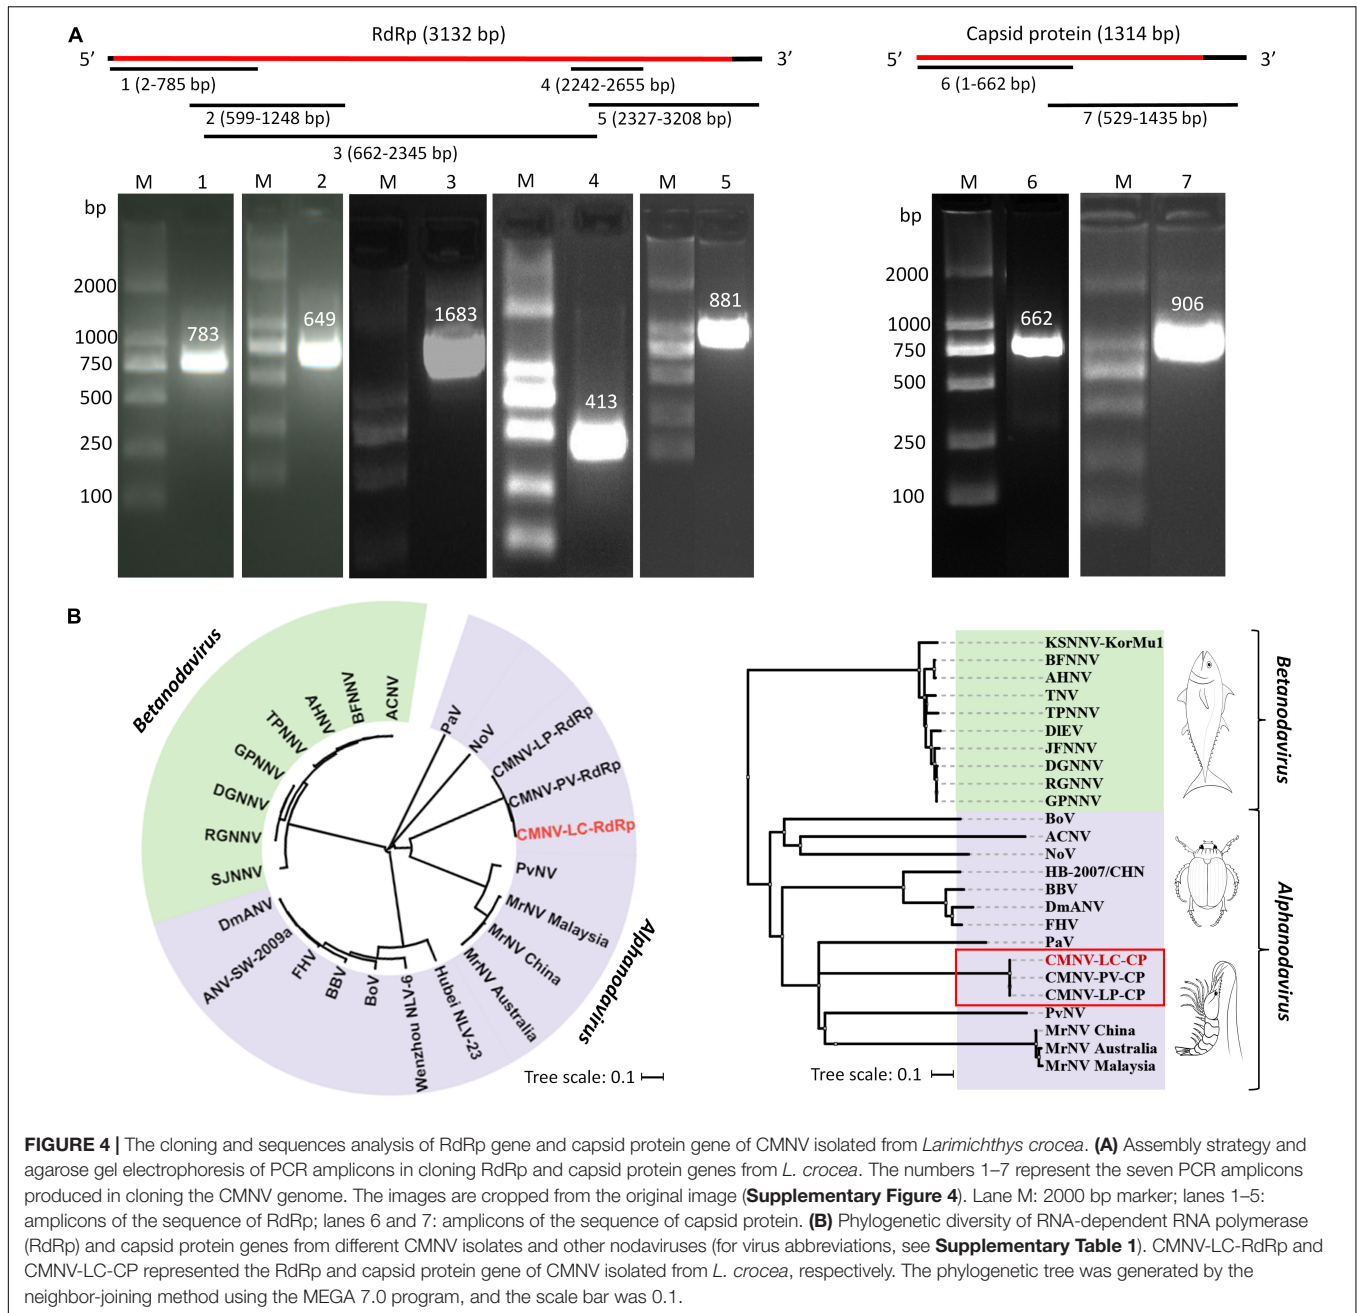 A
RdRp (3132 bp)
5’ 3’
1 (2-785 bp)
4 (2242-2655 bp)
2 (599-1248 bp)
5 (2327-3208 bp)
3 (662-2345 bp)
Capsid protein (1314 bp)
5’ 3’
6 (1-662 bp)
7 (529-1435 bp)
M 1 M 2 M 3 M 4 M 5
bp
2000
1000
750
500
250
100
783
649
1683
413
881
M 6 M 7
bp
2000
1000
750
500
250
100
662
906
B
Betanodavirus
ACNV
BFNNV
AHNV
TPNNV
GPNNV
DGNNV
RGNNV
SJNNV
DmANV
ANV-SW-2009a
FHV
BBV
BoV
Wenzhou NLV-6
Hubei NLV-23
MrNV Australia
MrNV China
MrNV Malaysia
PvNV
CMNV-LC-RdRp
CMNV-PV-RdRp
CMNV-LP-RdRp
NoV
PaV
Alphanodavirus
Tree scale: 0.1
KSNNV-KorMu1
BFNNV
AHNV
TNV
TPNNV
DIEV
JFNNV
DGNNV
RGNNV
GPNNV
BoV
ACNV
NoV
HB-2007/CHN
BBV
DmANV
FHV
PaV
CMNV-LC-CP
CMNV-PV-CP
CMNV-LP-CP
PvNV
MrNV China
MrNV Australia
MrNV Malaysia
Tree scale: 0.1
Betanodavirus
Alphanodavirus
FIGURE 4 | The cloning and sequences analysis of RdRp gene and capsid protein gene of CMNV isolated from Larimichthys crocea. (A) Assembly strategy and
agarose gel electrophoresis of PCR amplicons in cloning RdRp and capsid protein genes from L. crocea. The numbers 1–7 represent the seven PCR amplicons
produced in cloning the CMNV genome. The images are cropped from the original image (Supplementary Figure 4). Lane M: 2000 bp marker; lanes 1–5:
amplicons of the sequence of RdRp; lanes 6 and 7: amplicons of the sequence of capsid protein. (B) Phylogenetic diversity of RNA-dependent RNA polymerase
(RdRp) and capsid protein genes from different CMNV isolates and other nodaviruses (for virus abbreviations, see Supplementary Table 1). CMNV-LC-RdRp and
CMNV-LC-CP represented the RdRp and capsid protein gene of CMNV isolated from L. crocea, respectively. The phylogenetic tree was generated by the
neighbor-joining method using the MEGA 7.0 program, and the scale bar was 0.1.